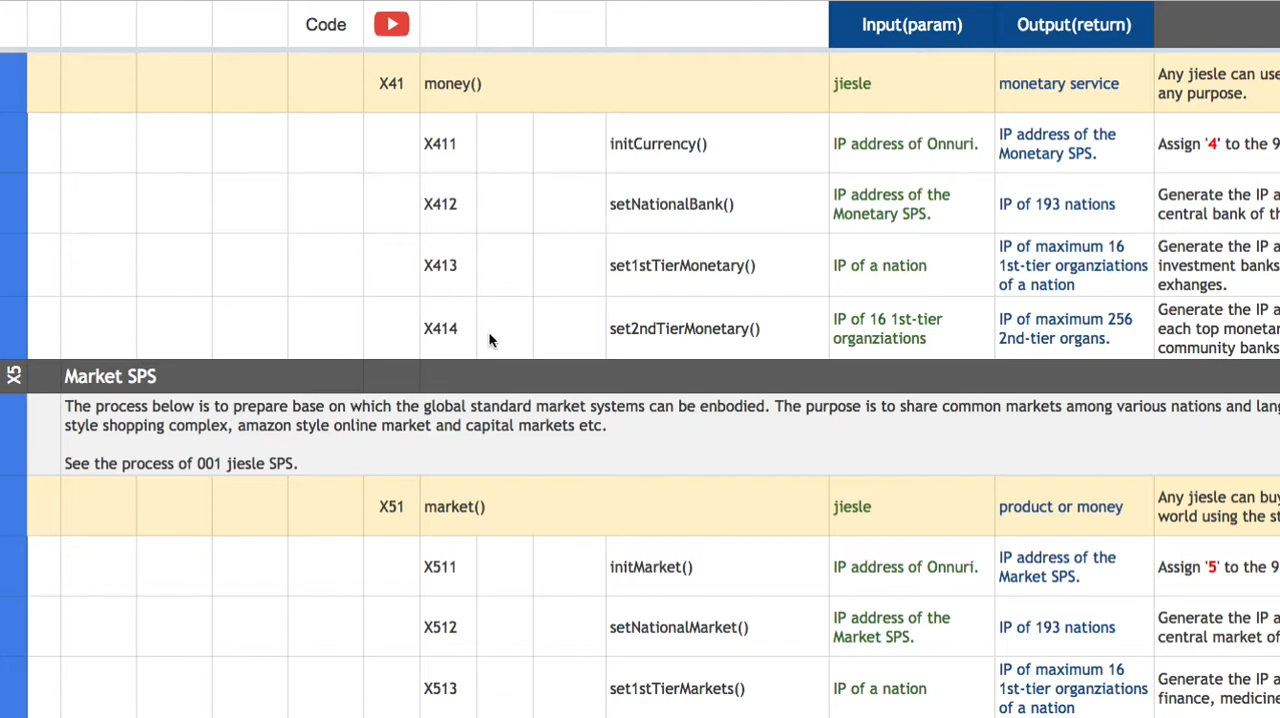 Code Input(param) Output(return)
X41 money() jiesle monetary service Any jiesle can use
any purpose.
X411 initCurrency() IP address of Onnuri. IP address of the
Monetary SPS. Assign '4' to the 9
X412 setNationalBank() IP address of the
Monetary SPS. IP of 193 nations Generate the IP a
central bank of th
X413 set1stTierMonetary() IP of a nation IP of maximum 16
1st-tier organziations
of a nation Generate the IP a
investment banks
exhanges.
X414 set2ndTierMonetary() IP of 16 1st-tier
organziations IP of maximum 256
2nd-tier organs. Generate the IP a
each top monetar
community banks
X5 Market SPS
The process below is to prepare base on which the global standard market systems can be enbodied. The purpose is to share common markets among various nations and lang
style shopping complex, amazon style online market and capital markets etc.
See the process of 001 jiesle SPS.
X51 market() jiesle product or money Any jiesle can buy
world using the st
X511 initMarket() IP address of Onnuri. IP address of the
Market SPS. Assign '5' to the 9
X512 setNationalMarket() IP address of the
Market SPS. IP of 193 nations Generate the IP a
central market of
X513 set1stTierMarkets() IP of a nation IP of maximum 16
1st-tier organziations
of a nation Generate the IP a
finance, medicine